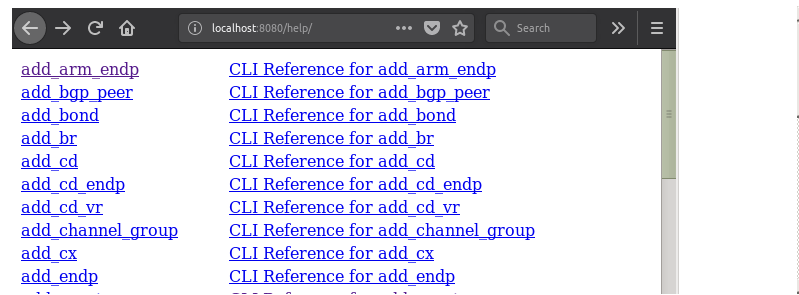 localhost:8080/help/ Search
add_arm_endp CLI Reference for add_arm_endp
add_bgp_peer CLI Reference for add_bgp_peer
add_bond CLI Reference for add_bond
add_br CLI Reference for add_br
add_cd CLI Reference for add_cd
add_cd_endp CLI Reference for add_cd_endp
add_cd_vr CLI Reference for add_cd_vr
add_channel_group CLI Reference for add_channel_group
add_cx CLI Reference for add_cx
add_endp CLI Reference for add_endp